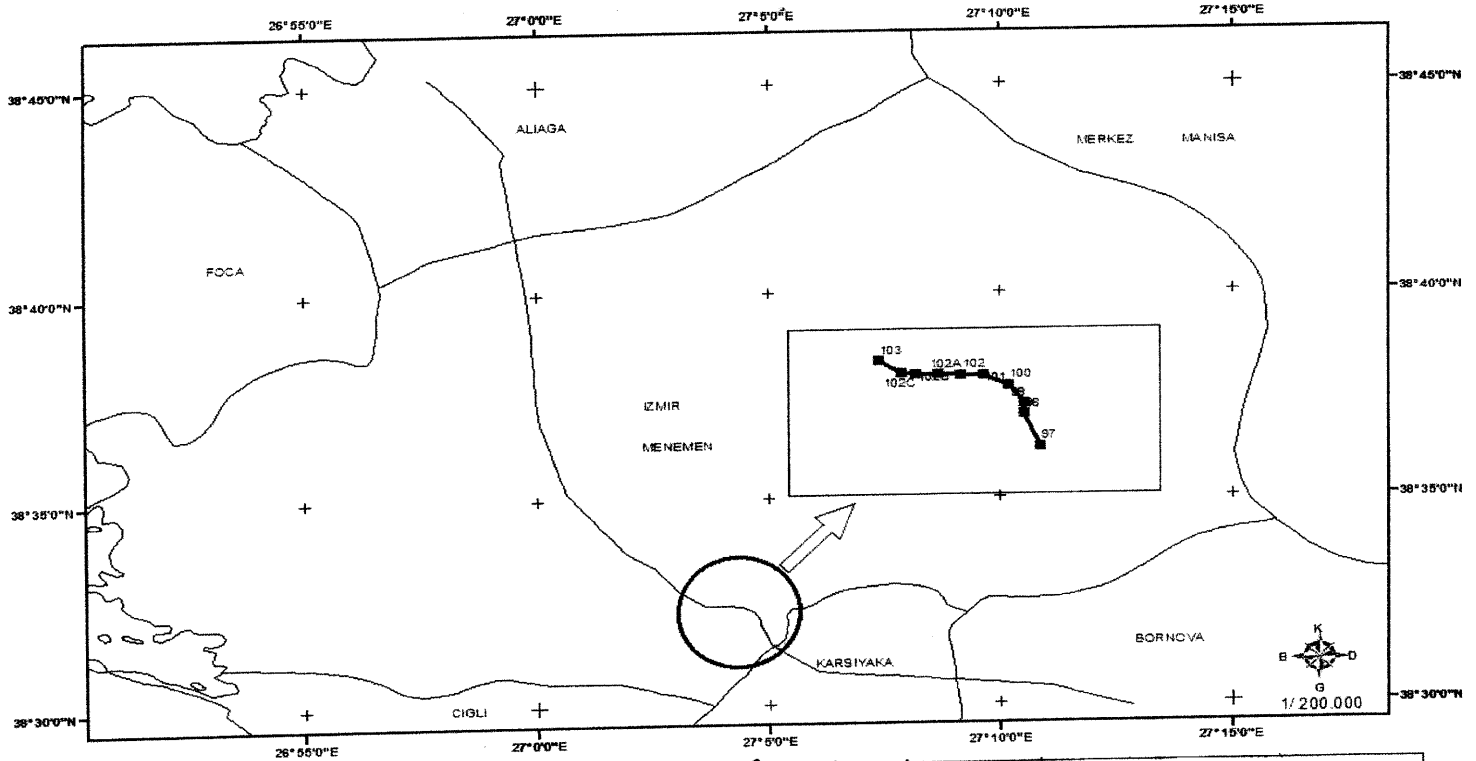 26°55'0"E 27°0'0"E 27°5'0"E 27°10'0"E 27°15'0"E
38°45'0"N 38°45'0"N
ALIAGA
MERKEZ MANISA
FOCA
38°40'0"N 38°40'0"N
103
102A 102 100
102C
IZMIR
97
MENEMEN
38°35'0"N 38°35'0"N
BORNOVA
K
KARSIYAKA
B D
G
38°30'0"N 38°30'0"N
CIGLI
1/ 200.000
26°55'0"E 27°0'0"E 27°5'0"E 27°10'0"E 27°15'0"E